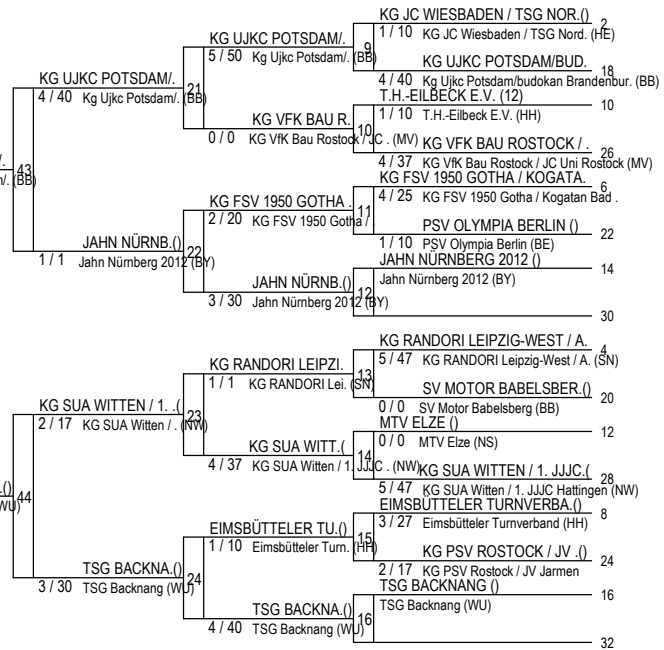 KG JC WIESBADEN / TSG NOR.() 2
1 / 10 KG JC Wiesbaden / TSG Nord. (HE)
9
KG UJKC POTSDAM/.
5 / 50 Kg Ujkc Potsdam/. (BB)
KG UJKC POTSDAM/BUD. 18
4 / 40 Kg Ujkc Potsdam/budokan Brandenbur. (BB)
KG UJKC POTSDAM/.
4 / 40 Kg Ujkc Potsdam/. (BB)
21
T.H.-EILBECK E.V. (12) 10
1 / 10 T.H.-Eilbeck E.V. (HH)
10
KG VFK BAU R.
0 / 0 KG VfK Bau Rostock / JC . (MV)
KG VFK BAU ROSTOCK / . 26
4 / 37 KG VfK Bau Rostock / JC Uni Rostock (MV)
/.
n/. (BB)
43
KG FSV 1950 GOTHA / KOGATA. 6
4 / 25 KG FSV 1950 Gotha / Kogatan Bad .
11
KG FSV 1950 GOTHA .
2 / 20 KG FSV 1950 Gotha / .
PSV OLYMPIA BERLIN () 22
1 / 10 PSV Olympia Berlin (BE)
JAHN NÜRNB.()
1 / 1 Jahn Nürnberg 2012 (BY)
22
JAHN NÜRNBERG 2012 () 14
Jahn Nürnberg 2012 (BY)
12
JAHN NÜRNB.()
3 / 30 Jahn Nürnberg 2012 (BY)
30
KG RANDORI LEIPZIG-WEST / A. 4
5 / 47 KG RANDORI Leipzig-West / A. (SN)
13
KG RANDORI LEIPZI.
1 / 1 KG RANDORI Lei. (SN)
SV MOTOR BABELSBER.() 20
0 / 0 SV Motor Babelsberg (BB)
KG SUA WITTEN / 1. .(
2 / 17 KG SUA Witten / . (NW)
23
MTV ELZE () 12
0 / 0 MTV Elze (NS)
14
KG SUA WITT.(
4 / 37 KG SUA Witten / 1. JJJC . (NW)
KG SUA WITTEN / 1. JJJC.( 28
5 / 47 KG SUA Witten / 1. JJJC Hattingen (NW)
.()
WU)
44
EIMSBÜTTELER TURNVERBA.() 8
3 / 27 Eimsbütteler Turnverband (HH)
15
EIMSBÜTTELER TU.()
1 / 10 Eimsbütteler Turn. (HH)
KG PSV ROSTOCK / JV .() 24
2 / 17 KG PSV Rostock / JV Jarmen
TSG BACKNA.()
3 / 30 TSG Backnang (WU)
24
TSG BACKNANG () 16
TSG Backnang (WU)
16
TSG BACKNA.()
4 / 40 TSG Backnang (WU)
32